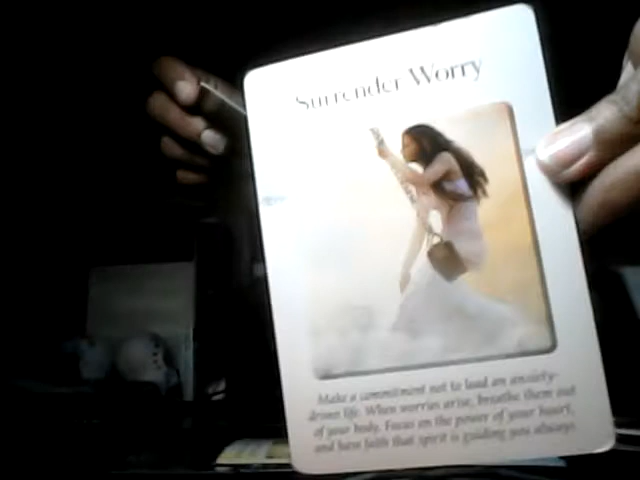 Surrender Worry
Make a commitment not to lead an anxiety-
driven life. When worries arise, breathe them out
of your body. Focus on the power of your heart,
and have faith that spirit is guiding you always.